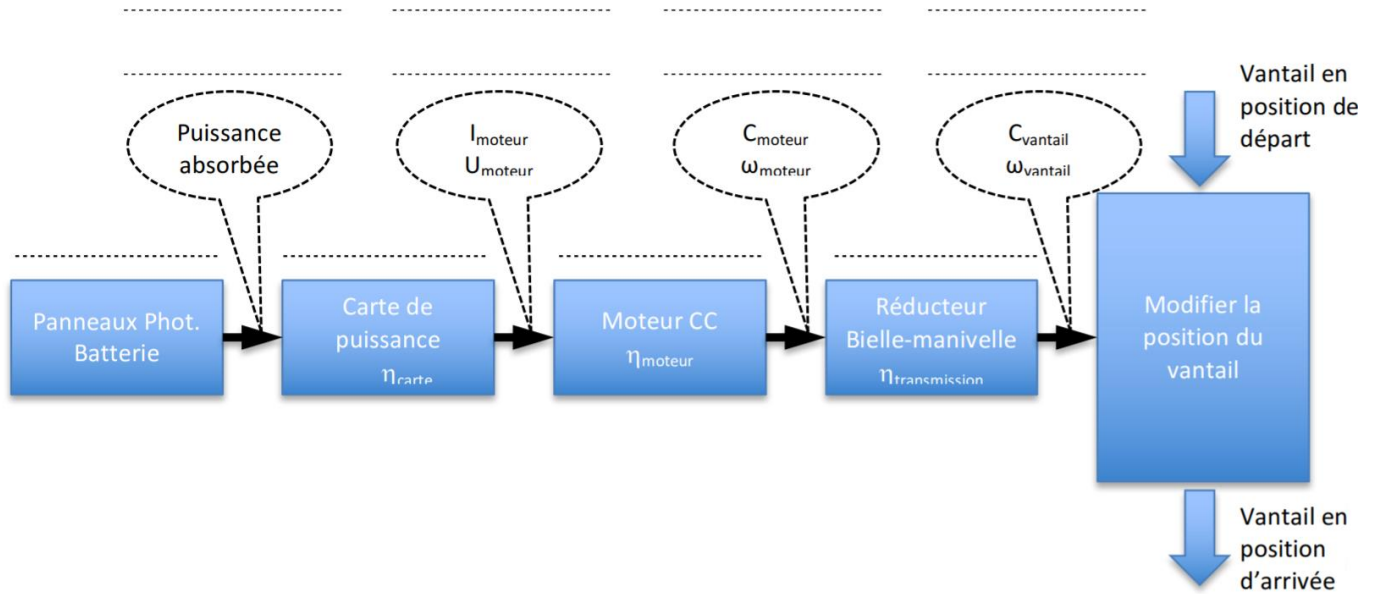 Puissance
absorbée
Imoteur
Umoteur
Cmoteur
ωmoteur
Cvantail
ωvantail
Vantail en
position de
départ
Panneaux Phot.
Batterie
Carte de
puissance
ηcarte
Moteur CC
ηmoteur
Réducteur
Bielle-manivelle
ηtransmission
Modifier la
position du
vantail
Vantail en
position
d’arrivée